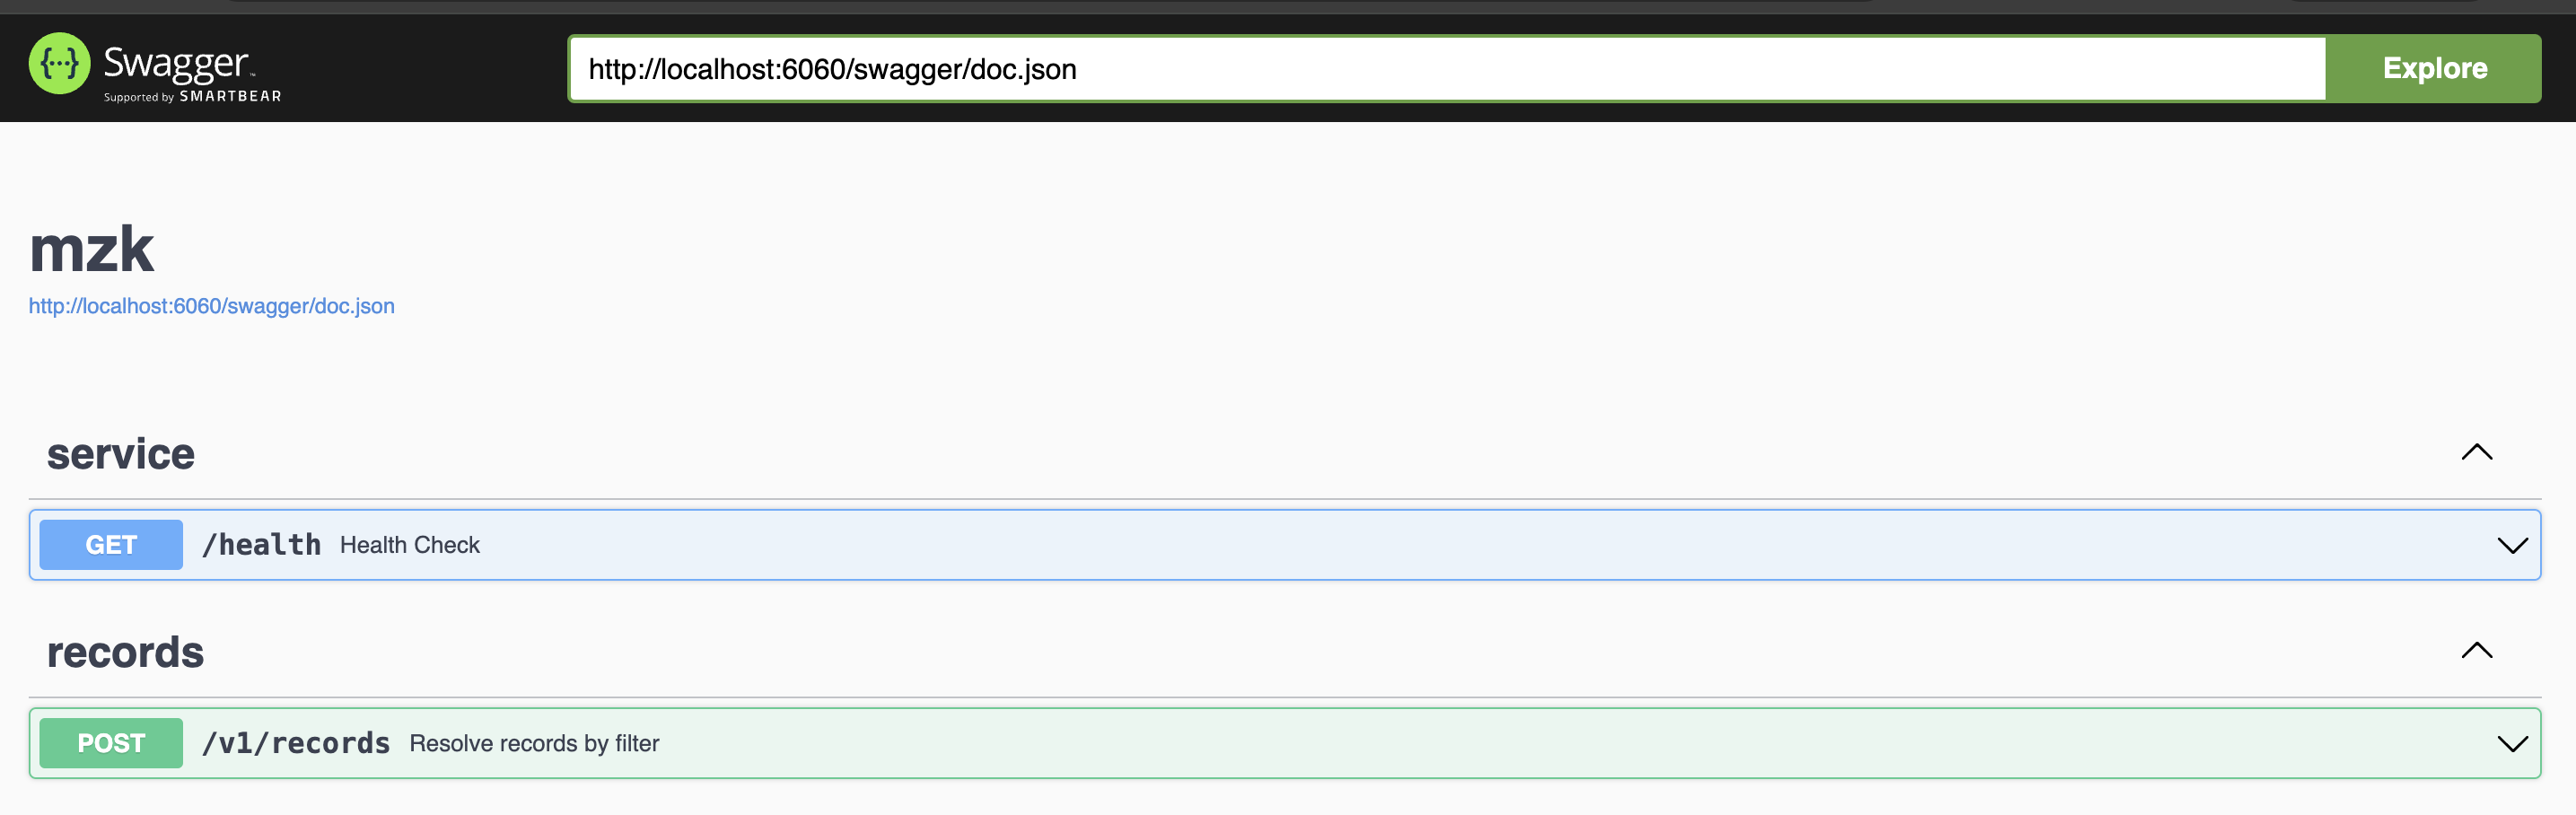 {···} Swagger™
Supported by SMARTBEAR
http://localhost:6060/swagger/doc.json
Explore
mzk
http://localhost:6060/swagger/doc.json
service
GET /health Health Check
records
POST /v1/records Resolve records by filter